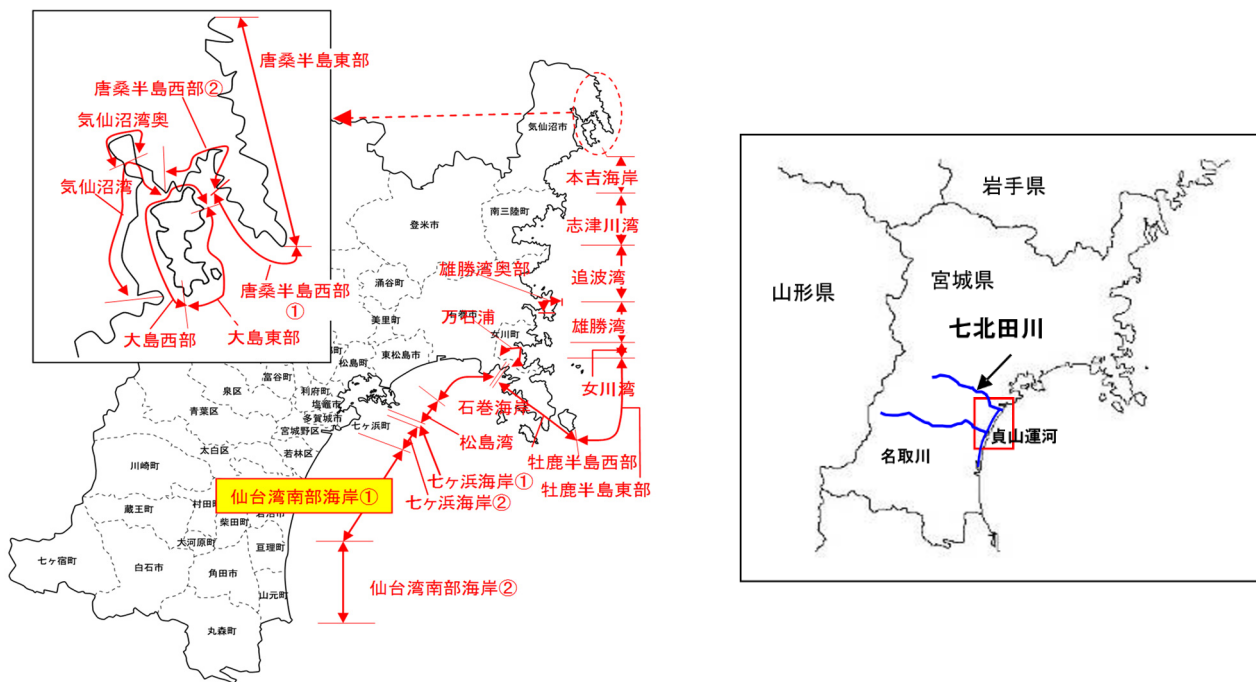 唐桑半島東部
唐桑半島西部②
気仙沼湾奥
気仙沼湾
唐桑半島西部
①
大島西部
大島東部
気仙沼市
本吉海岸
南三陸町
志津川湾
登米市
雄勝湾奥部
追波湾
涌谷町
雄勝湾
万石浦
美里町
女川町
東松島市
松島町
女川湾
富谷町
利府町
泉区
塩竈市
石巻海岸
青葉区
多賀城市
七ヶ浜町
宮城野区
松島湾
若林区
太白区
牡鹿半島西部
川崎町
七ヶ浜海岸①
牡鹿半島東部
仙台湾南部海岸①
七ヶ浜海岸②
蔵王町
村田町
柴田町
大河原町
亘理町
七ヶ宿町
白石市
角田市
仙台湾南部海岸②
山元町
丸森町
岩手県
宮城県
山形県
七北田川
貞山運河
名取川